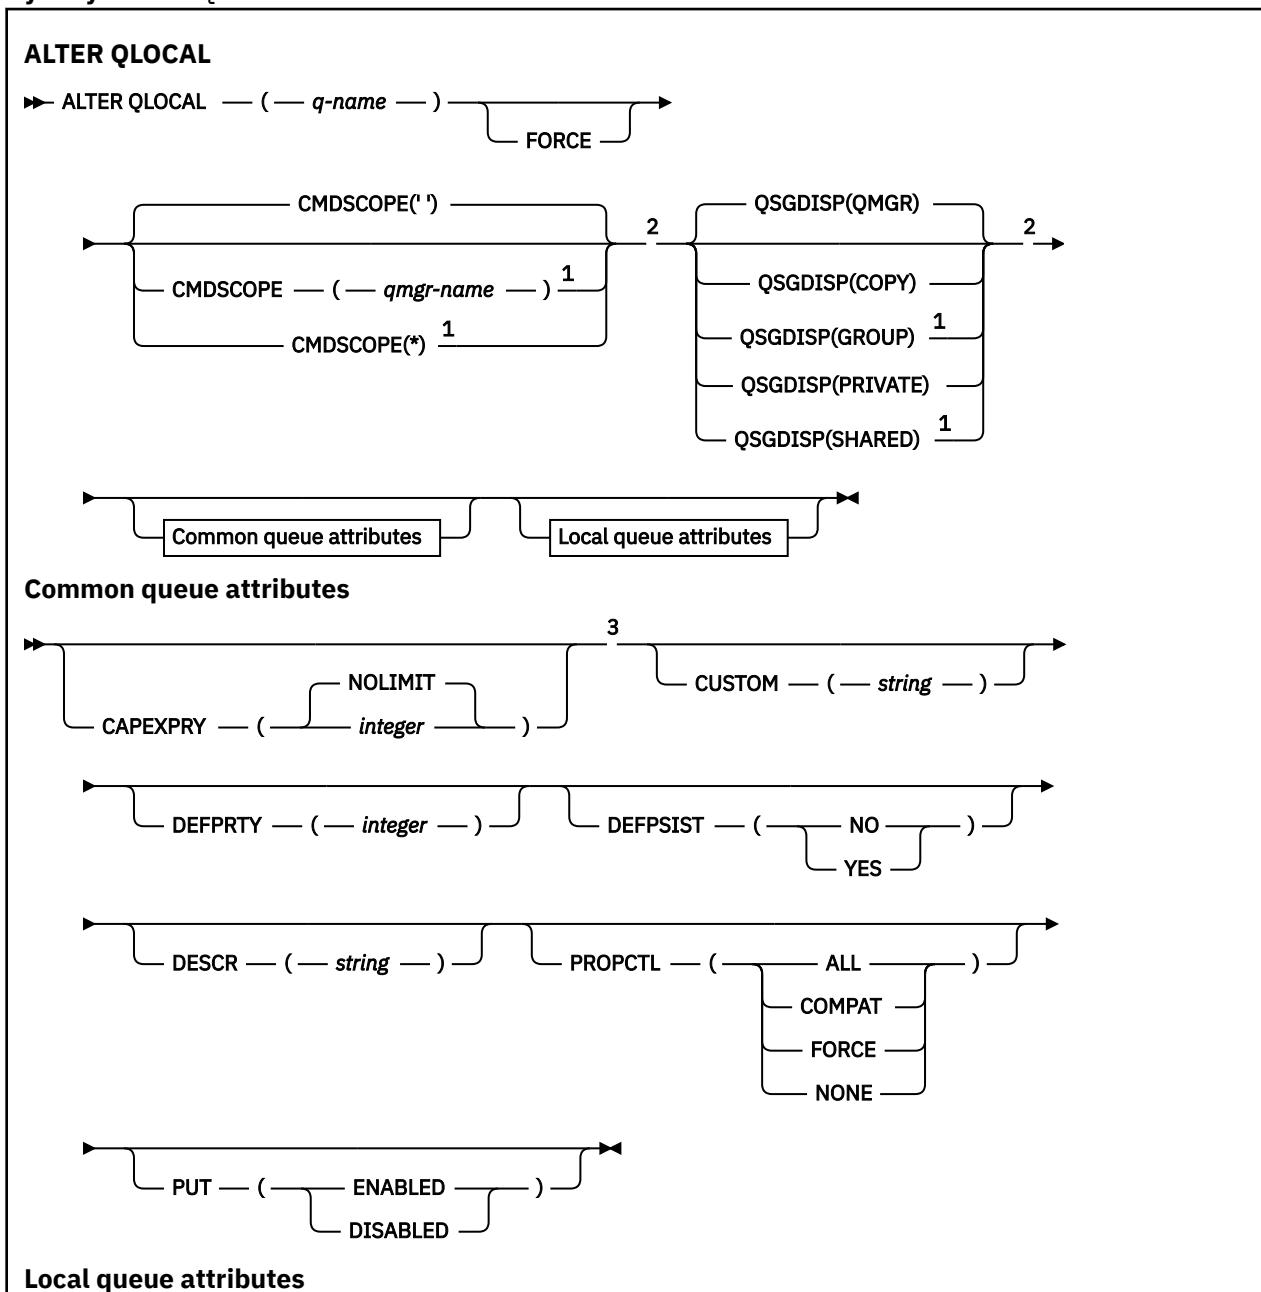 ALTER QLOCAL
ALTER QLOCAL ( q-name )
FORCE
CMDSCOPE(' ')
CMDSCOPE ( qmgr-name ) 1
CMDSCOPE(*) 1
2
QSGDISP(QMGR)
QSGDISP(COPY)
QSGDISP(GROUP) 1
QSGDISP(PRIVATE)
QSGDISP(SHARED) 1
2
Common queue attributes
Local queue attributes
Common queue attributes
CAPEXPRY ( NOLIMIT
integer )
3
CUSTOM ( string )
DEFPRTY ( integer )
DEFPSIST ( NO )
YES
DESCR ( string )
PROPCTL ( ALL )
COMPAT
FORCE
NONE
PUT ( ENABLED )
DISABLED
Local queue attributes